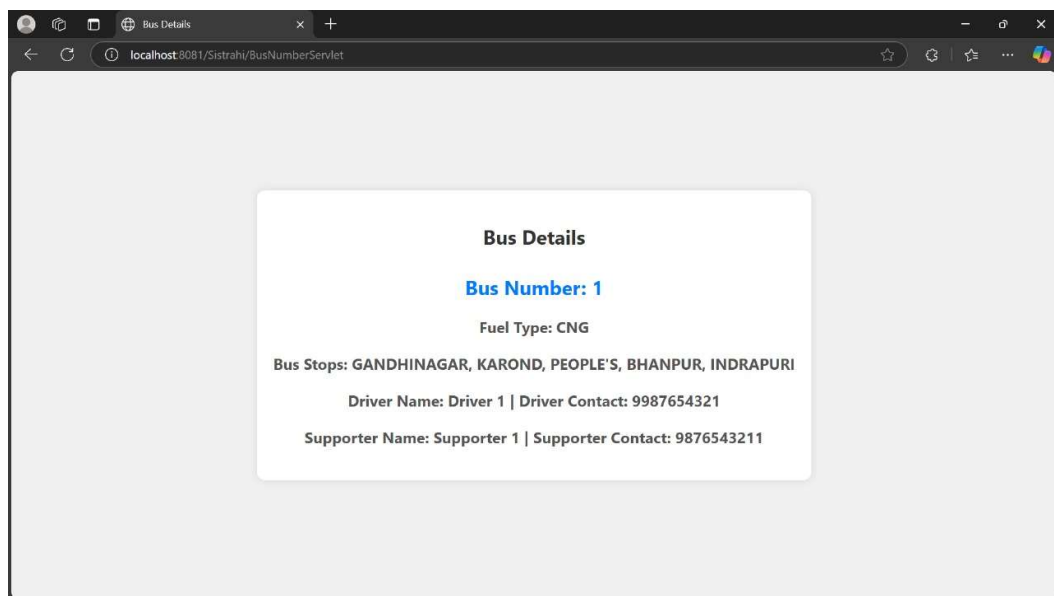 Bus Details
localhost:8081/Sistrahi/BusNumberServlet
Bus Details
Bus Number: 1
Fuel Type: CNG
Bus Stops: GANDHINAGAR, KAROND, PEOPLE'S, BHANPUR, INDRAPURI
Driver Name: Driver 1 | Driver Contact: 9987654321
Supporter Name: Supporter 1 | Supporter Contact: 9876543211